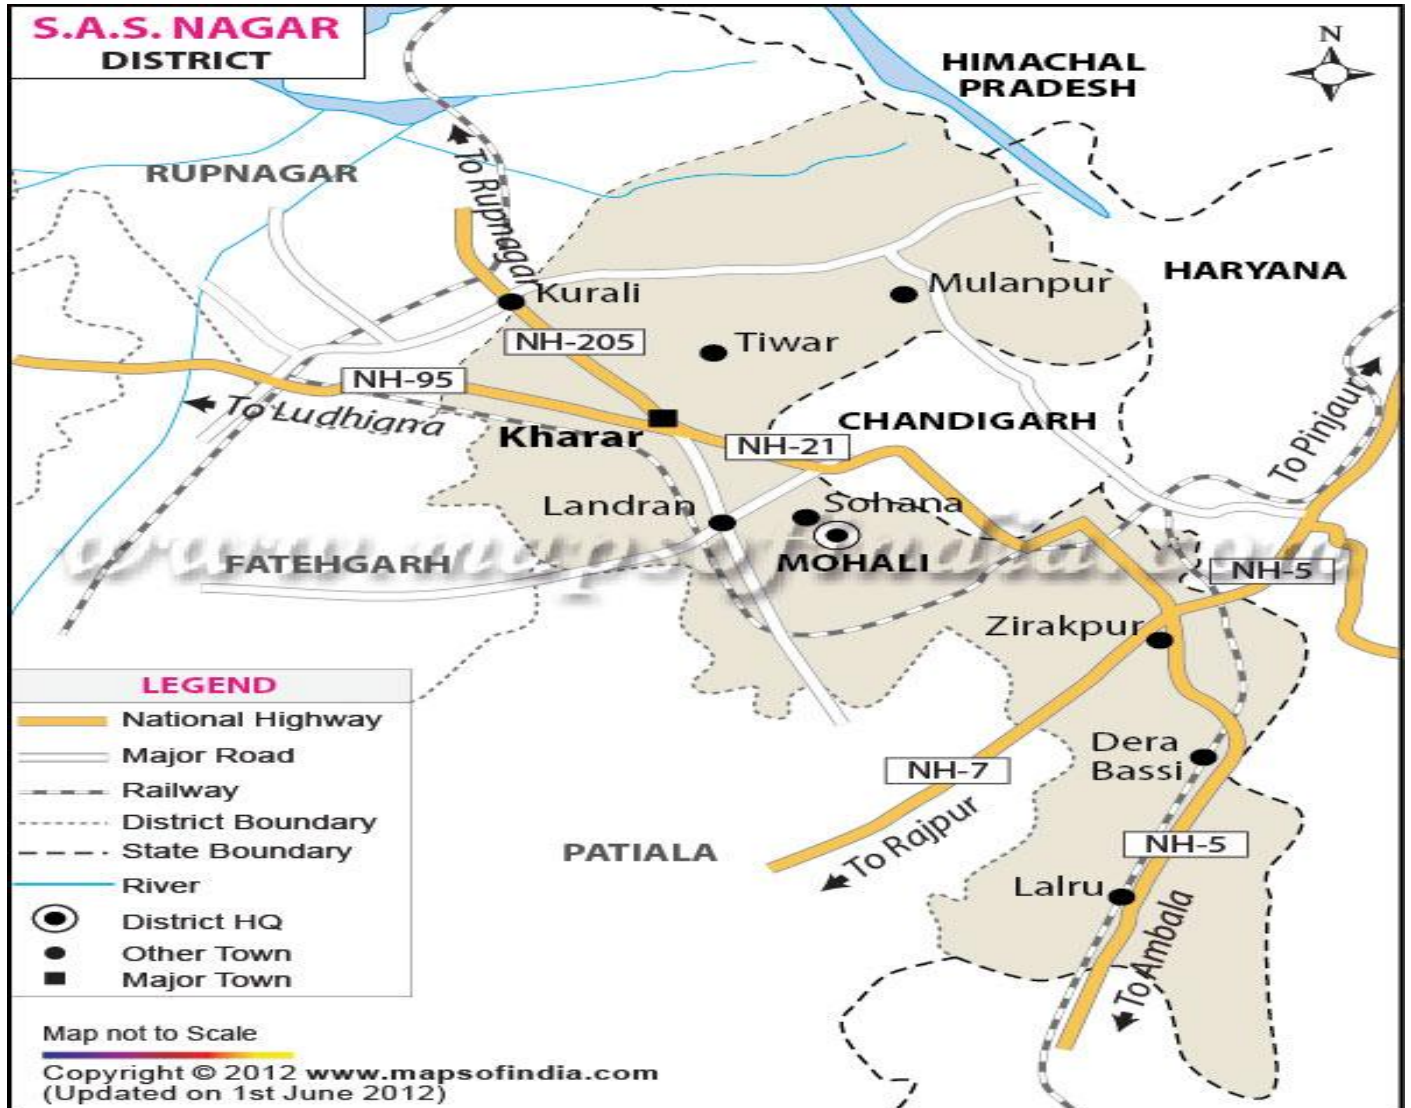 S.A.S. NAGAR
DISTRICT
N
HIMACHAL
PRADESH
To Rupnagar
RUPNAGAR
HARYANA
Mulanpur
Kurali
NH-205
Tiwar
NH-95
To Ludhiana
CHANDIGARH
To Pinjaur
Kharar
NH-21
Landran
Sohana
www.mapsofindia.com
FATEHGARH
MOHALI
NH-5
Zirakpur
LEGEND
National Highway
Major Road
Railway
District Boundary
State Boundary
River
District HQ
Other Town
Major Town
Dera
Bassi
NH-7
To Rajpur
PATIALA
NH-5
Lalru
To Ambala
Map not to Scale
Copyright © 2012 www.mapsofindia.com
(Updated on 1st June 2012)